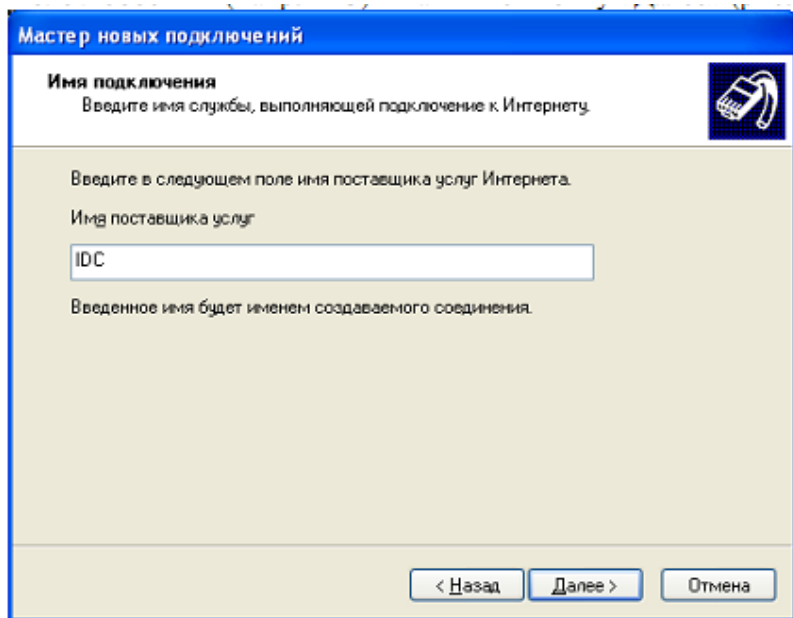 Мастер новых подключений
Имя подключения
Введите имя службы, выполняющей подключение к Интернету.
Введите в следующем поле имя поставщика услуг Интернета.
Имя поставщика услуг
IDC
Введенное имя будет именем создаваемого соединения.
< Назад
Далее >
Отмена